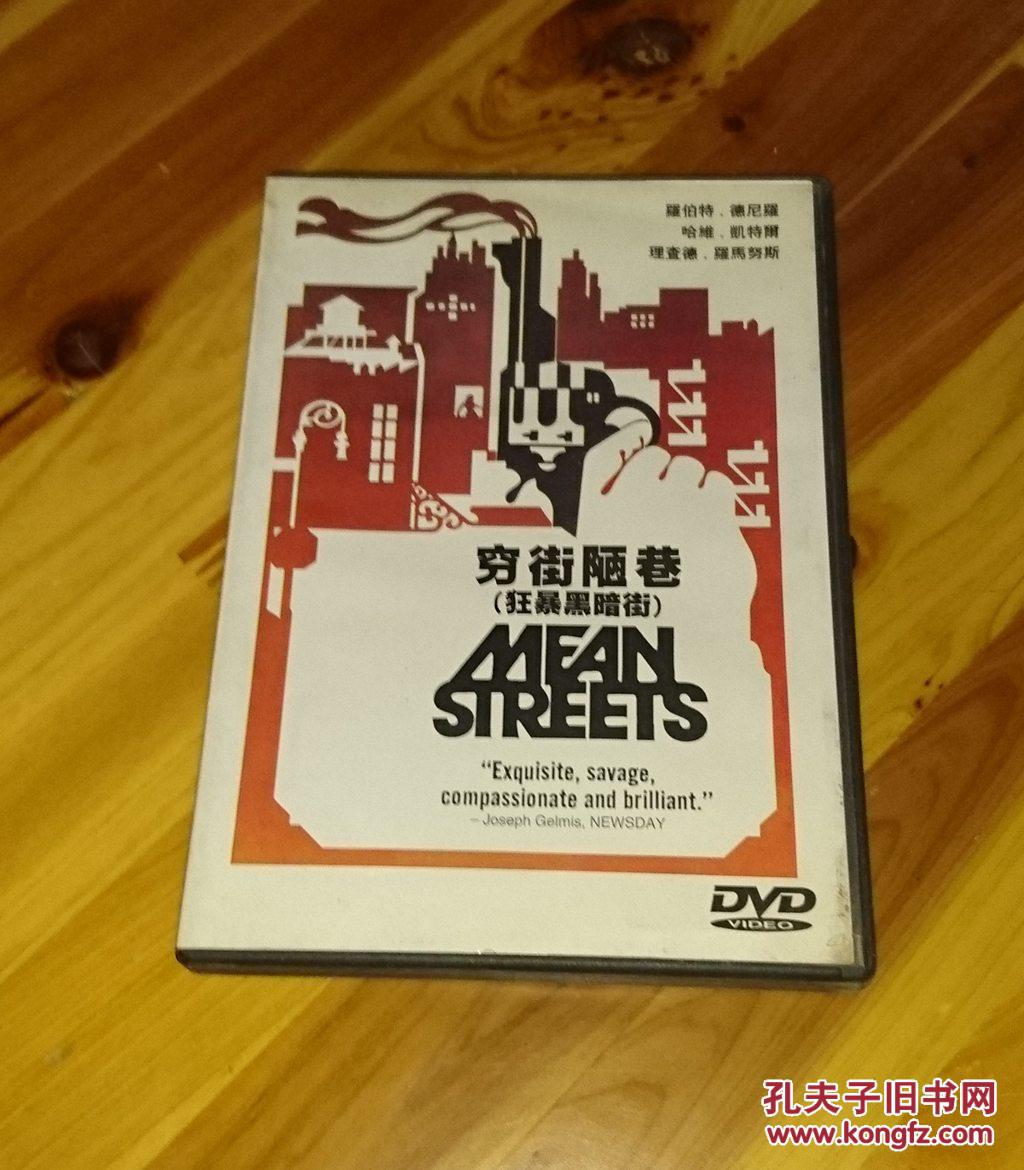 羅伯特．德尼羅
哈維．凱特爾
理查德．羅馬努斯
穷街陋巷
（狂暴黑暗街）
MEAN
STREETS
“Exquisite, savage,
compassionate and brilliant.”
– Joseph Gelmis, NEWSDAY
DVD
VIDEO
孔夫子旧书网
www.kongfz.com